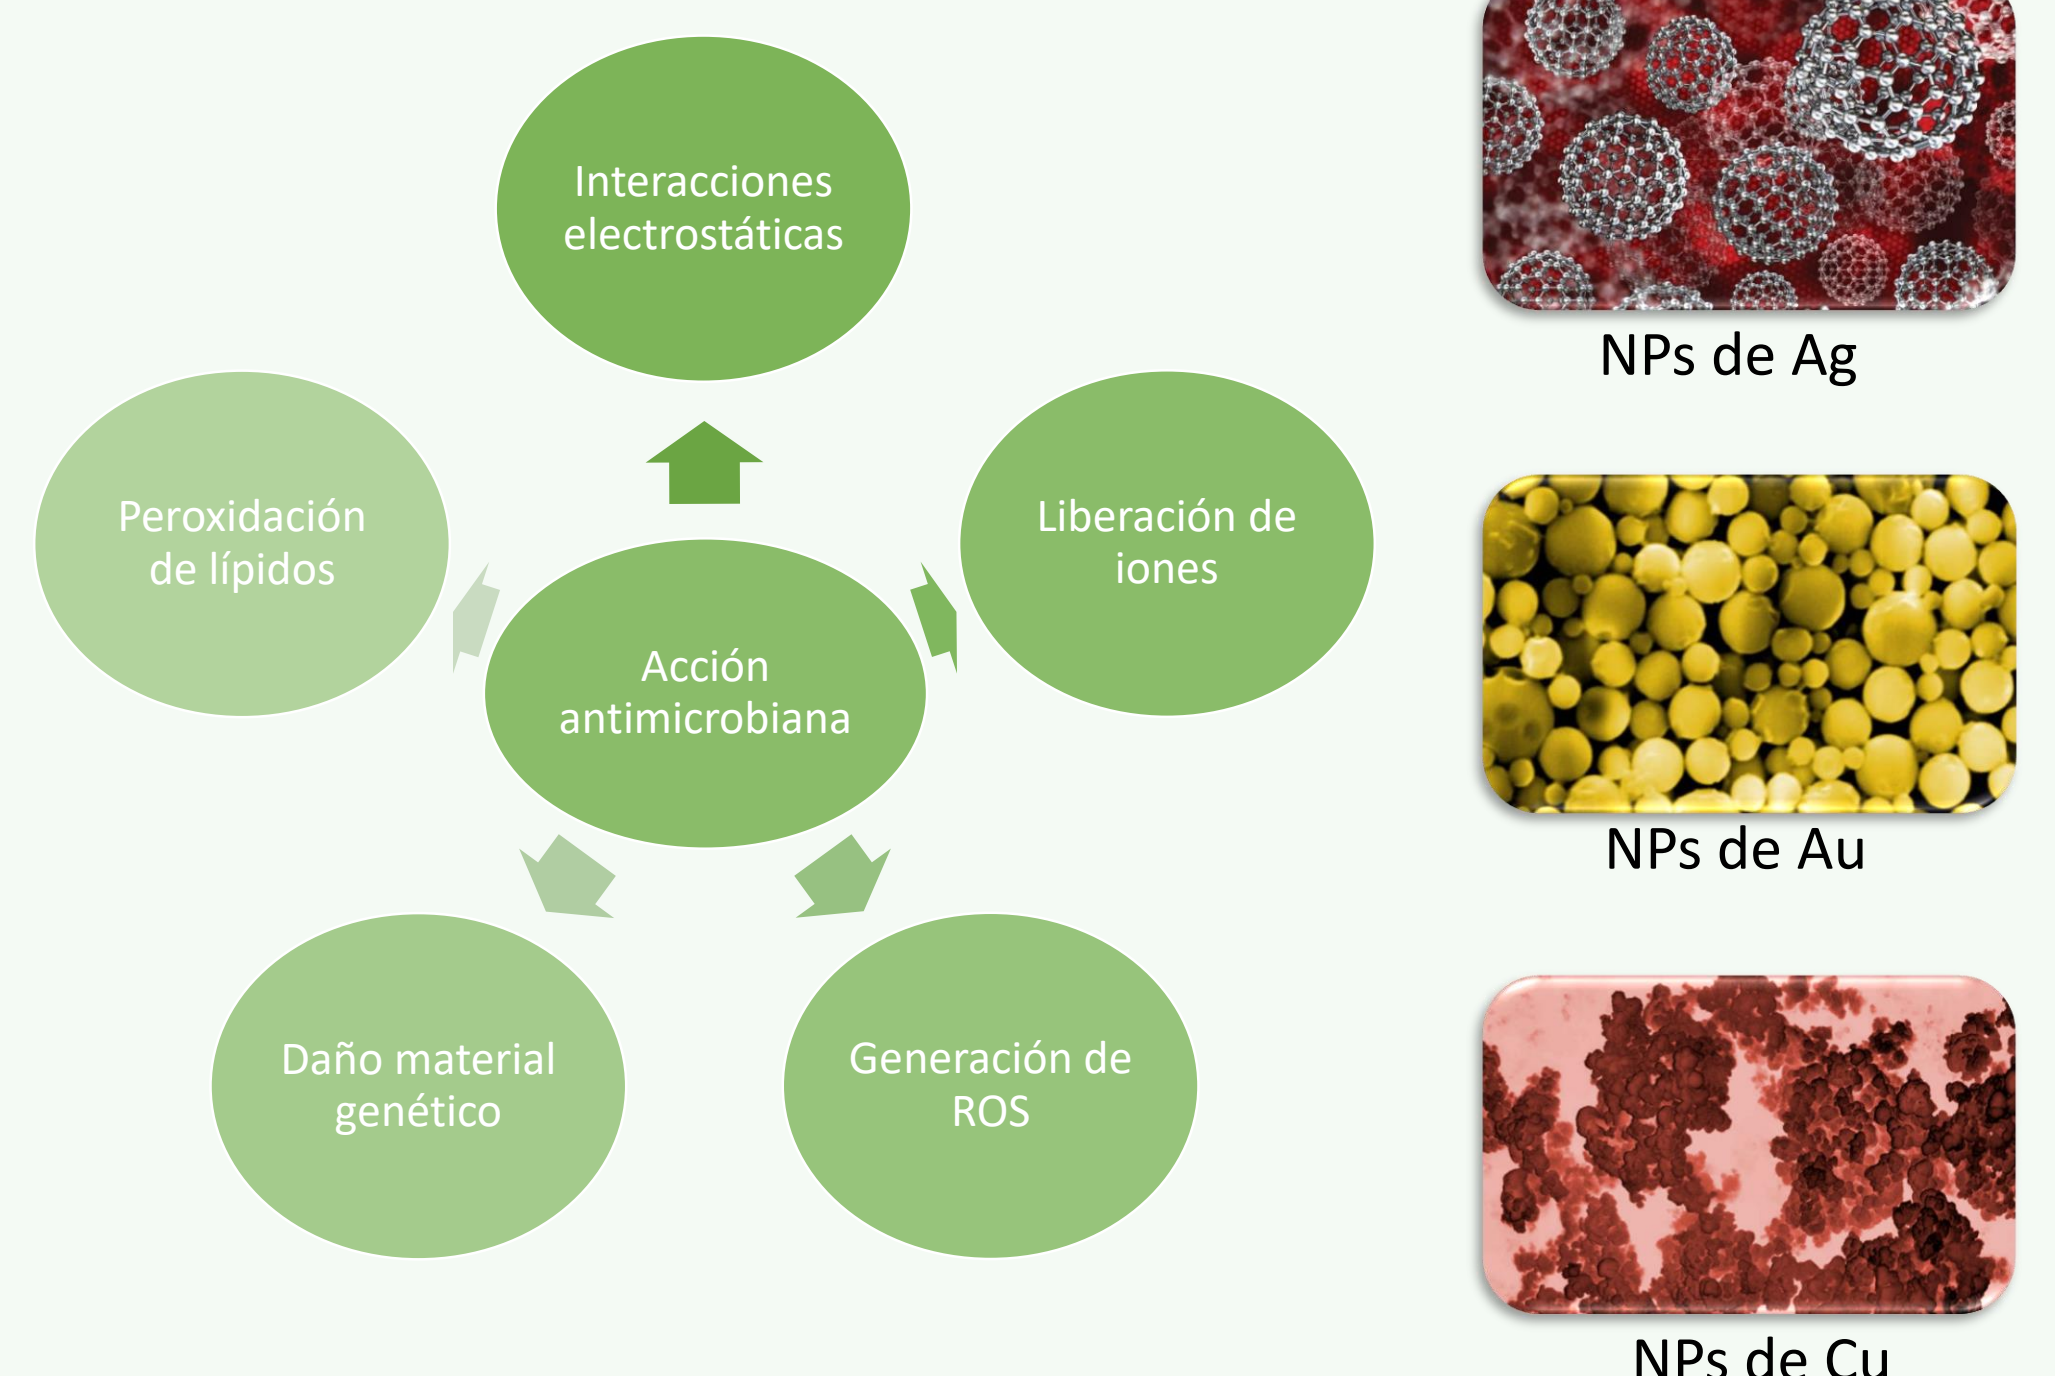 Interacciones
electrostáticas
Liberación de
iones
Generación de
ROS
Daño material
genético
Peroxidación
de lípidos
Acción
antimicrobiana
NPs de Ag
NPs de Au
NPs de Cu